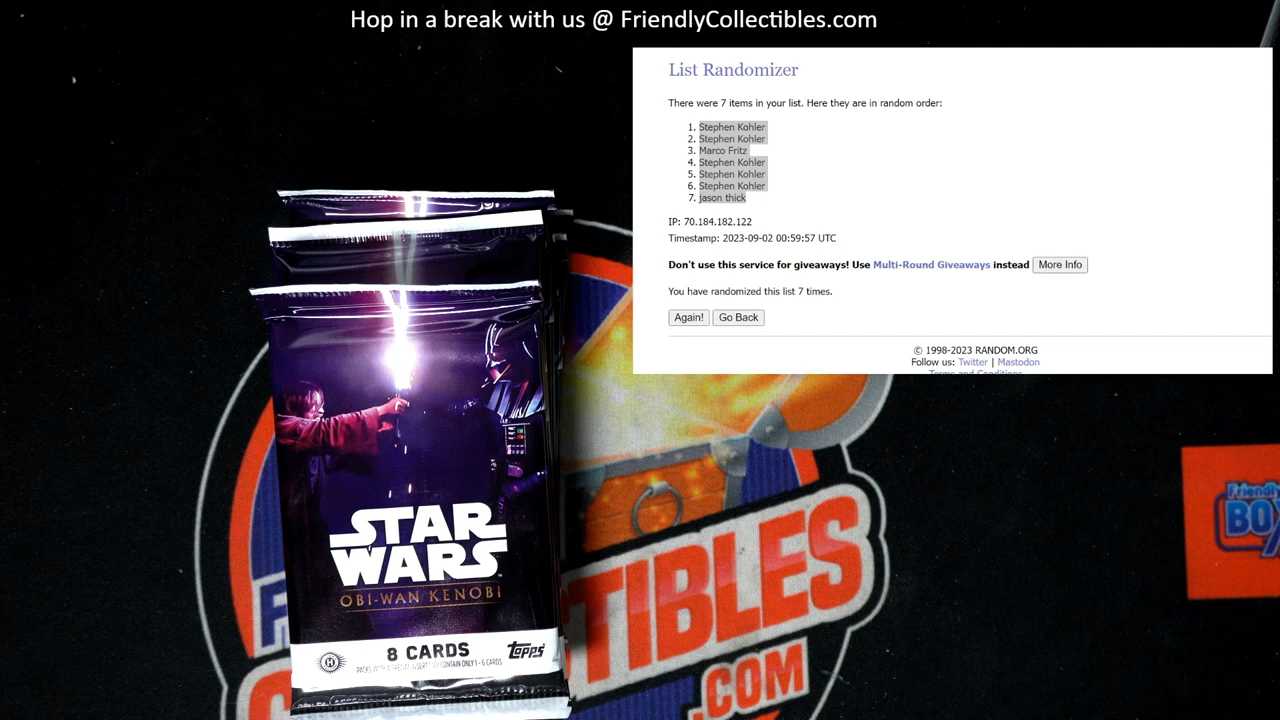 Hop in a break with us @ FriendlyCollectibles.com
List Randomizer
There were 7 items in your list. Here they are in random order:
1. Stephen Kohler
2. Stephen Kohler
3. Marco Fritz
4. Stephen Kohler
5. Stephen Kohler
6. Stephen Kohler
7. jason thick
IP: 70.184.182.122
Timestamp: 2023-09-02 00:59:57 UTC
Don't use this service for giveaways! Use Multi-Round Giveaways instead More Info
You have randomized this list 7 times.
Again! Go Back
© 1998-2023 RANDOM.ORG
Follow us: Twitter | Mastodon
Terms and Conditions
STAR
WARS
OBI-WAN KENOBI
8 CARDS
topps
TIBLES
.COM
Friendly
BO